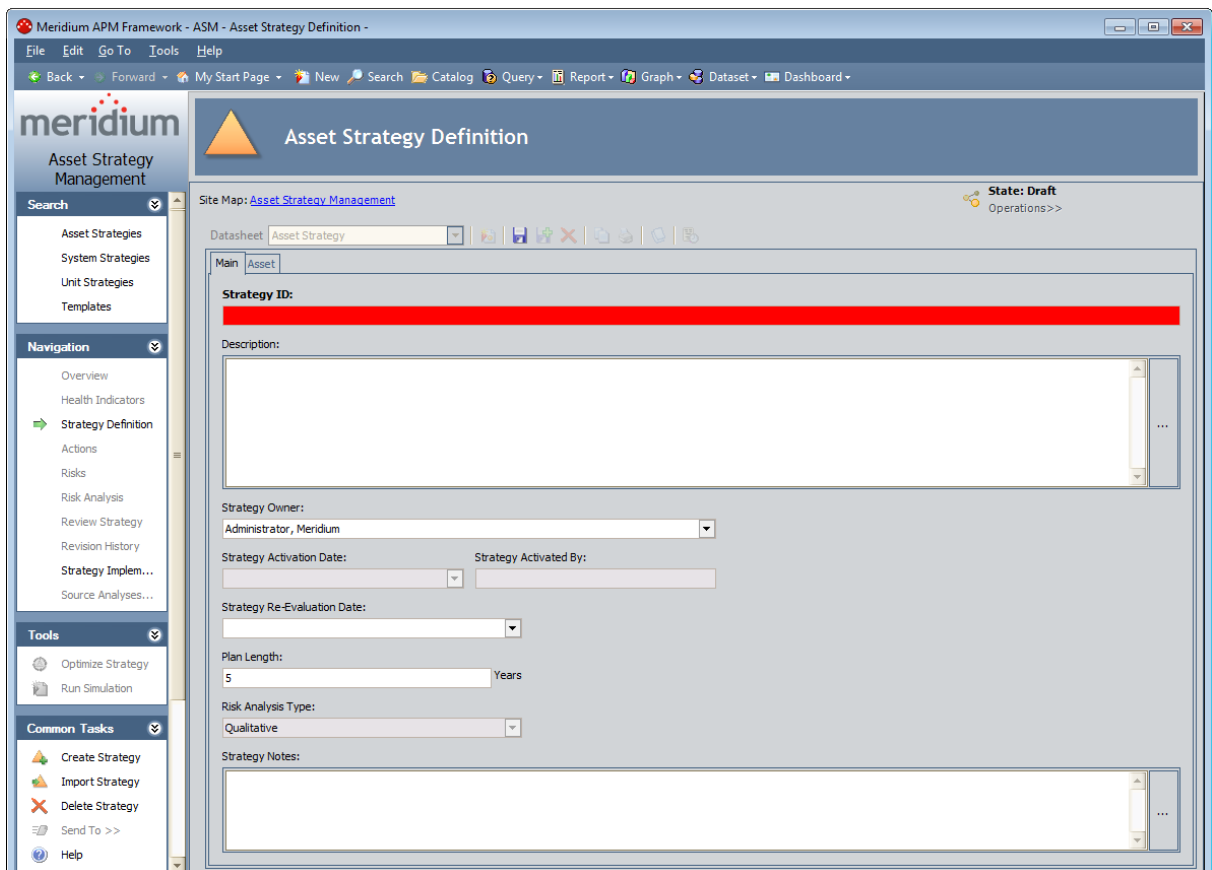 Meridium APM Framework - ASM - Asset Strategy Definition -
File Edit Go To Tools Help
Back Forward My Start Page New Search Catalog Query Report Graph Dataset Dashboard
meridium
Asset Strategy
Management
Search
Asset Strategies
System Strategies
Unit Strategies
Templates
Navigation
Overview
Health Indicators
Strategy Definition
Actions
Risks
Risk Analysis
Review Strategy
Revision History
Strategy Implem...
Source Analyses...
Tools
Optimize Strategy
Run Simulation
Common Tasks
Create Strategy
Import Strategy
Delete Strategy
Send To >>
Help
Asset Strategy Definition
Site Map: Asset Strategy Management
State: Draft
Operations>>
Datasheet Asset Strategy
Main Asset
Strategy ID:
Description:
...
Strategy Owner:
Administrator, Meridium
Strategy Activation Date: Strategy Activated By:
Strategy Re-Evaluation Date:
Plan Length:
5 Years
Risk Analysis Type:
Qualitative
Strategy Notes:
...